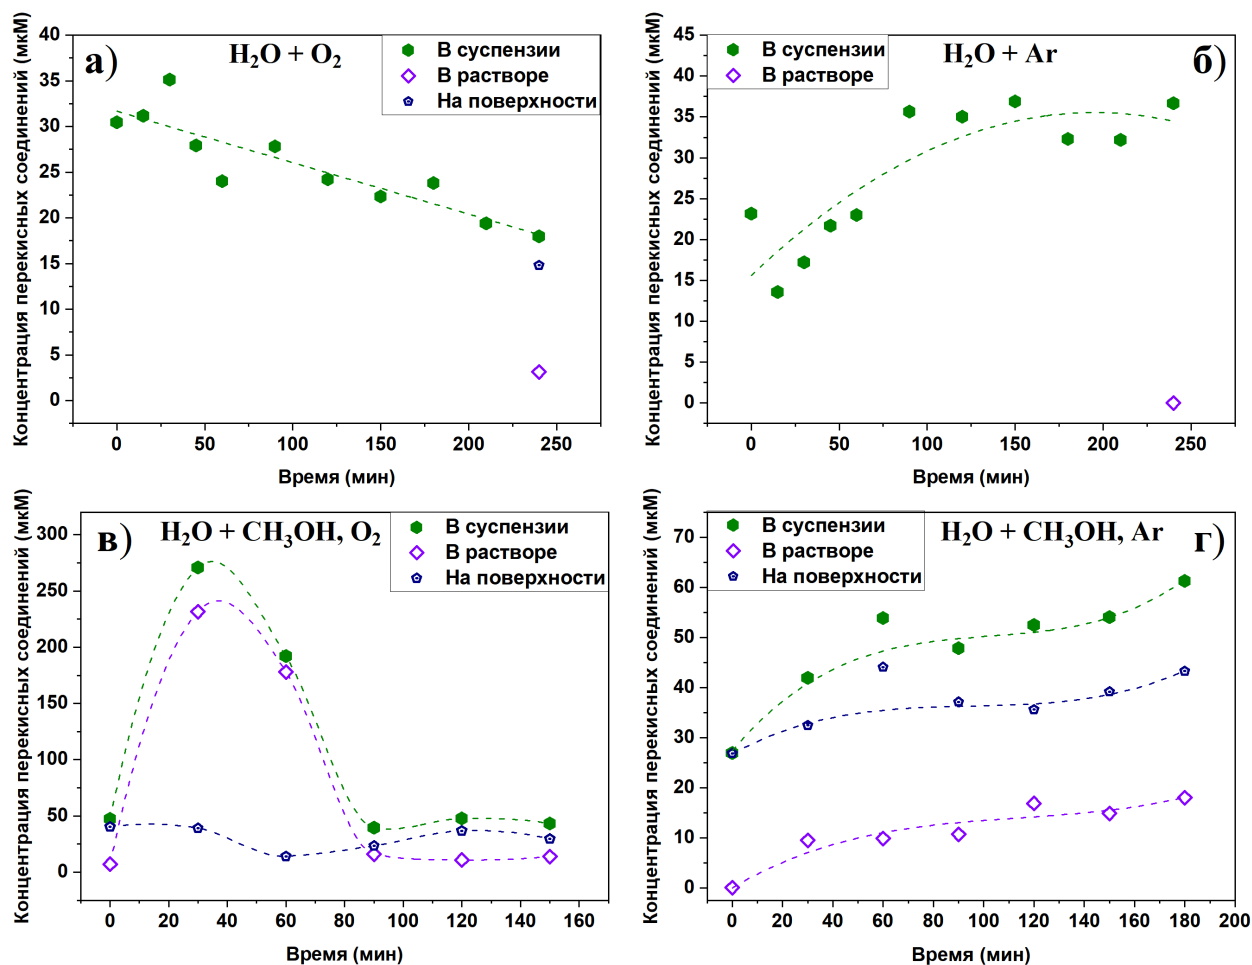 Концентрация перекисных соединений (мкМ)
40
35
30
25
20
15
10
5
0
а)
H2O + O2
В суспензии
В растворе
На поверхности
0 50 100 150 200 250
Время (мин)
Концентрация перекисных соединений (мкМ)
45
40
35
30
25
20
15
10
5
0
В суспензии
В растворе
H2O + Ar
б)
0 50 100 150 200 250
Время (мин)
Концентрация перекисных соединений (мкМ)
300
250
200
150
100
50
0
в)
H2O + CH3OH, O2
В суспензии
В растворе
На поверхности
0 20 40 60 80 100 120 140 160
Время (мин)
Концентрация перекисных соединений (мкМ)
70
60
50
40
30
20
10
0
В суспензии
В растворе
На поверхности
H2O + CH3OH, Ar
г)
0 20 40 60 80 100 120 140 160 180 200
Время (мин)